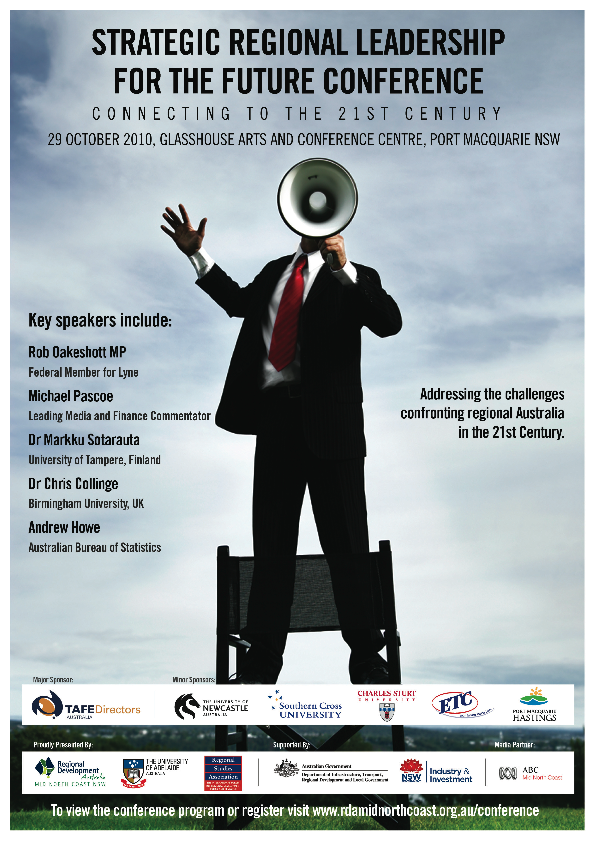 STRATEGIC REGIONAL LEADERSHIP
FOR THE FUTURE CONFERENCE
CONNECTING TO THE 21ST CENTURY
29 OCTOBER 2010, GLASSHOUSE ARTS AND CONFERENCE CENTRE, PORT MACQUARIE NSW
Key speakers include:
Rob Oakeshott MP
Federal Member for Lyne
Michael Pascoe
Leading Media and Finance Commentator
Dr Markku Sotarauta
University of Tampere, Finland
Dr Chris Collinge
Birmingham University, UK
Andrew Howe
Australian Bureau of Statistics
Addressing the challenges
confronting regional Australia
in the 21st Century.
Major Sponsor:
Minor Sponsors:
TAFEDirectors
AUSTRALIA
THE UNIVERSITY OF
NEWCASTLE
AUSTRALIA
Southern Cross
UNIVERSITY
CHARLES STURT
UNIVERSITY
ETC
PORT MACQUARIE
HASTINGS
Proudly Presented By:
Supported By:
Media Partner:
Regional
Development
Australia
MID NORTH COAST NSW
THE UNIVERSITY
OF ADELAIDE
AUSTRALIA
Regional
Studies
Association
Australian Government
Department of Infrastructure, Transport,
Regional Development and Local Government
NSW
GOVERNMENT
Industry &
Investment
ABC
Mid North Coast
To view the conference program or register visit www.rdamidnorthcoast.org.au/conference